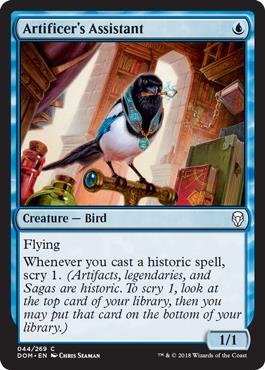 Artificer's Assistant
Creature — Bird
Flying
Whenever you cast a historic spell,
scry 1. (Artifacts, legendaries, and
Sagas are historic. To scry 1, look at
the top card of your library, then you
may put that card on the bottom of your
library.)
1/1
044/269 C
DOM • EN Chris Seaman
™ & © 2018 Wizards of the Coast